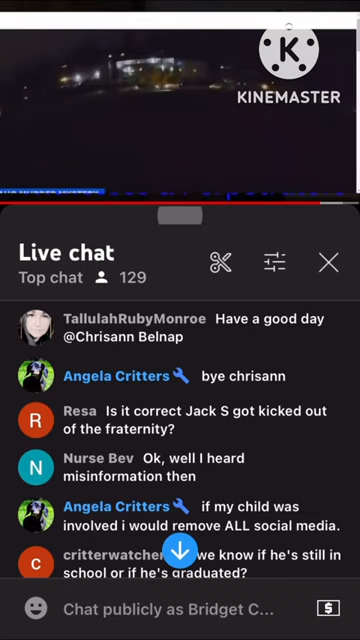 K
KINEMASTER
Live chat
Top chat 129
TallulahRubyMonroe Have a good day
@Chrisann Belnap
Angela Critters bye chrisann
R
Resa Is it correct Jack S got kicked out
of the fraternity?
N
Nurse Bev Ok, well I heard
misinformation then
Angela Critters if my child was
involved i would remove ALL social media.
c
critterwatcher we know if he's still in
school or if he's graduated?
Chat publicly as Bridget C...
$